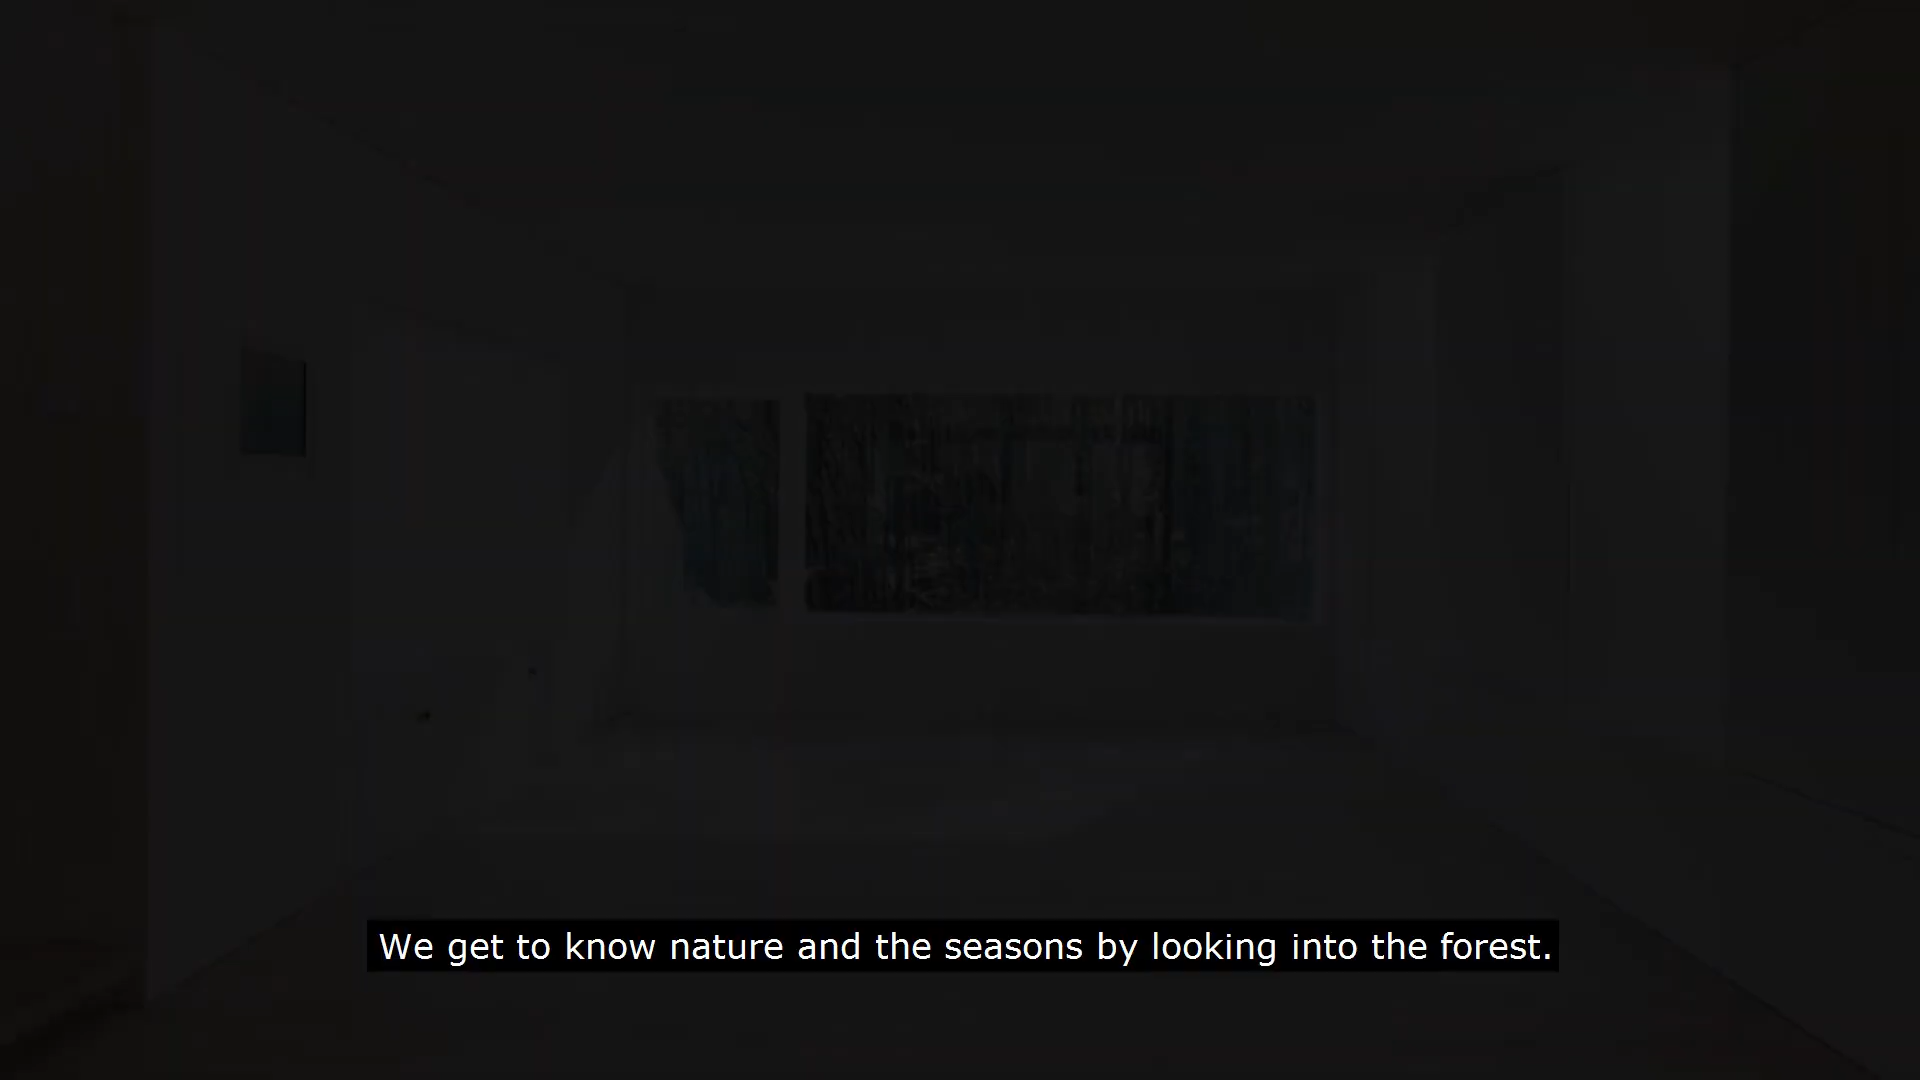 We get to know nature and the seasons by looking into the forest.